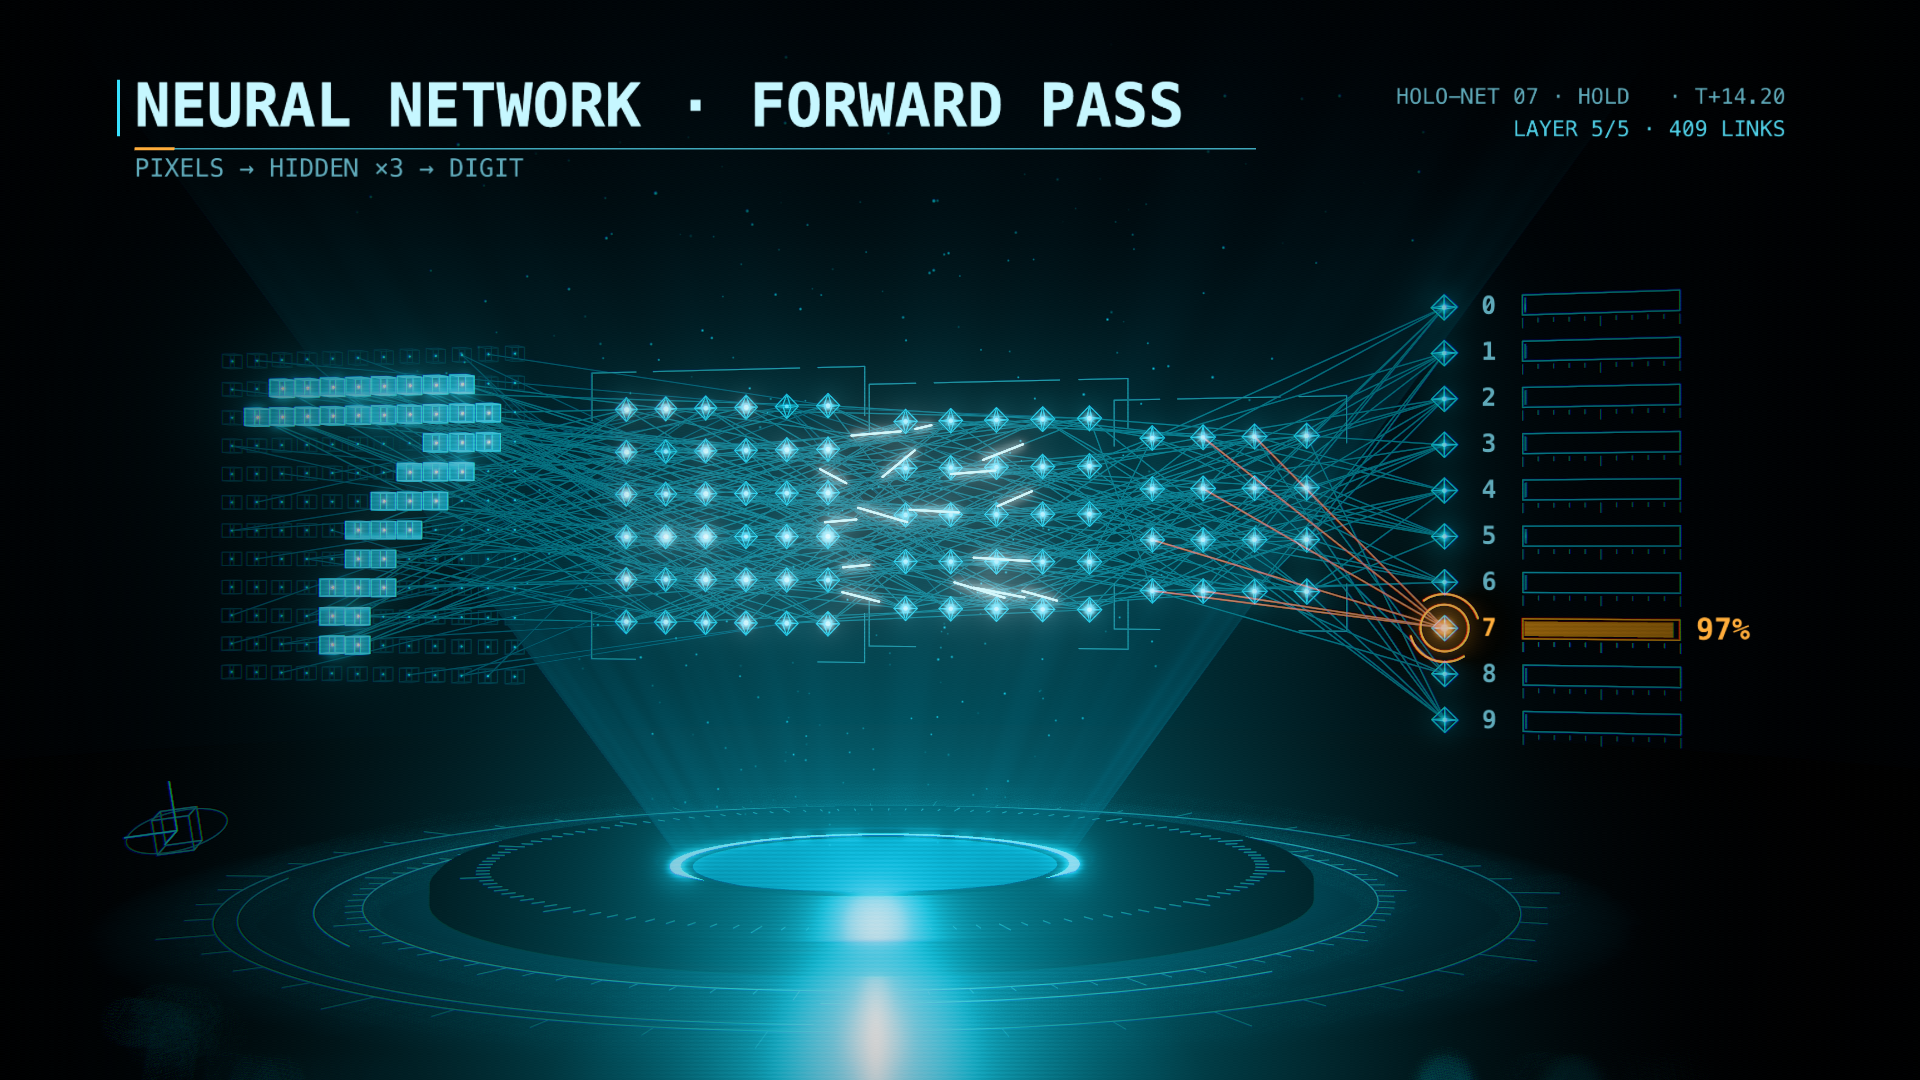 NEURAL NETWORK · FORWARD PASS
PIXELS → HIDDEN ×3 → DIGIT
HOLO—NET 07 · HOLD · T+14.20
LAYER 5/5 · 409 LINKS
0
1
2
3
4
5
6
7 97%
8
9